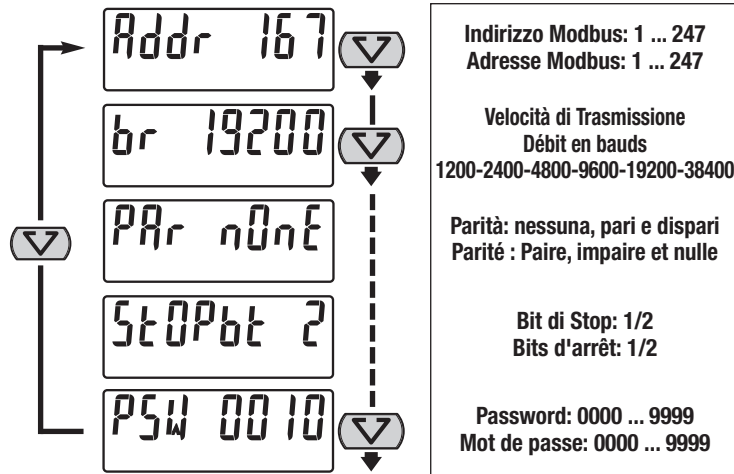 Addr 167
br 19200
PAr nOnE
StOPbt 2
PSW 0010
Indirizzo Modbus: 1 ... 247
Adresse Modbus: 1 ... 247
Velocità di Trasmissione
Débit en bauds
1200-2400-4800-9600-19200-38400
Parità: nessuna, pari e dispari
Parité : Paire, impaire et nulle
Bit di Stop: 1/2
Bits d'arrêt: 1/2
Password: 0000 ... 9999
Mot de passe: 0000 ... 9999